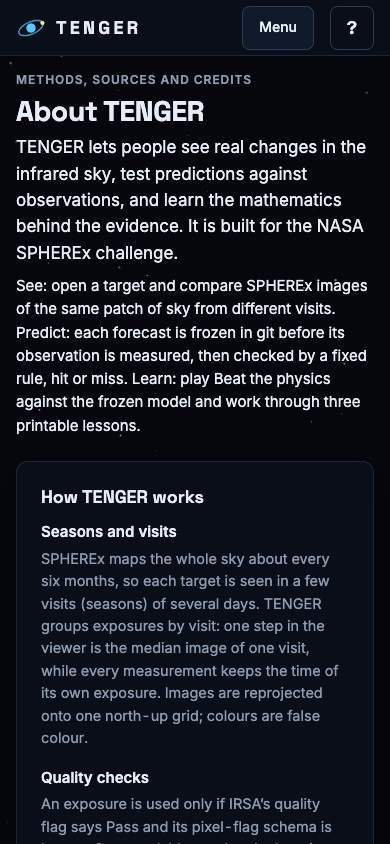 TENGER
Menu
?
METHODS, SOURCES AND CREDITS
About TENGER
TENGER lets people see real changes in the
infrared sky, test predictions against
observations, and learn the mathematics
behind the evidence. It is built for the NASA
SPHEREx challenge.
See: open a target and compare SPHEREx images
of the same patch of sky from different visits.
Predict: each forecast is frozen in git before its
observation is measured, then checked by a fixed
rule, hit or miss. Learn: play Beat the physics
against the frozen model and work through three
printable lessons.
How TENGER works
Seasons and visits
SPHEREx maps the whole sky about every
six months, so each target is seen in a few
visits (seasons) of several days. TENGER
groups exposures by visit: one step in the
viewer is the median image of one visit,
while every measurement keeps the time of
its own exposure. Images are reprojected
onto one north-up grid; colours are false
colour.
Quality checks
An exposure is used only if IRSA's quality
flag says Pass and its pixel-flag schema is